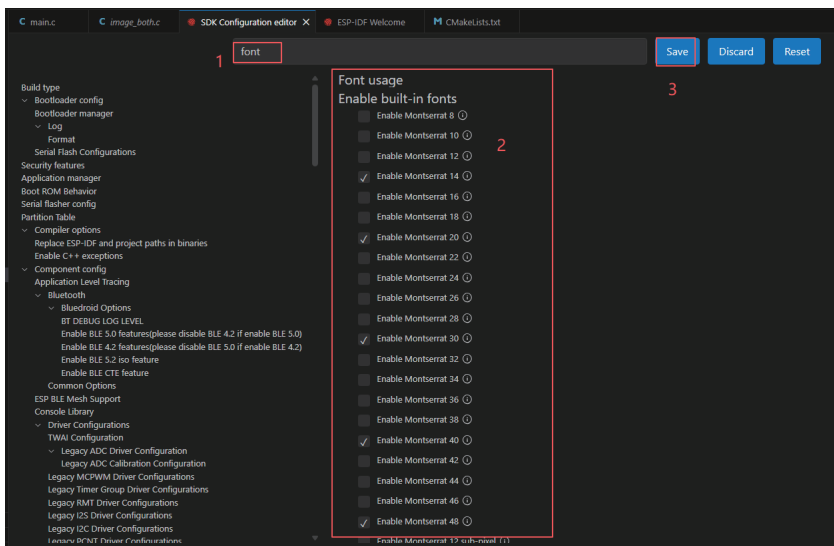 main.c
image_both.c
SDK Configuration editor
ESP-IDF Welcome
M CMakeLists.txt
1
font
Save
Discard
Reset
3
Build type
Bootloader config
Bootloader manager
Log
Format
Serial Flash Configurations
Security features
Application manager
Boot ROM Behavior
Serial flasher config
Partition Table
Compiler options
Replace ESP-IDF and project paths in binaries
Enable C++ exceptions
Component config
Application Level Tracing
Bluetooth
Bluedroid Options
BT DEBUG LOG LEVEL
Enable BLE 5.0 features(please disable BLE 4.2 if enable BLE 5.0)
Enable BLE 4.2 features(please disable BLE 5.0 if enable BLE 4.2)
Enable BLE 5.2 iso feature
Enable BLE CTE feature
Common Options
ESP BLE Mesh Support
Console Library
Driver Configurations
TWAI Configuration
Legacy ADC Driver Configuration
Legacy ADC Calibration Configuration
Legacy MCPWM Driver Configurations
Legacy Timer Group Driver Configurations
Legacy RMT Driver Configurations
Legacy I2S Driver Configurations
Legacy I2C Driver Configurations
Legacy PCNT Driver Configurations
Font usage
Enable built-in fonts
2
Enable Montserrat 8
Enable Montserrat 10
Enable Montserrat 12
Enable Montserrat 14
Enable Montserrat 16
Enable Montserrat 18
Enable Montserrat 20
Enable Montserrat 22
Enable Montserrat 24
Enable Montserrat 26
Enable Montserrat 28
Enable Montserrat 30
Enable Montserrat 32
Enable Montserrat 34
Enable Montserrat 36
Enable Montserrat 38
Enable Montserrat 40
Enable Montserrat 42
Enable Montserrat 44
Enable Montserrat 46
Enable Montserrat 48
Enable Montserrat 12 sub-pixel